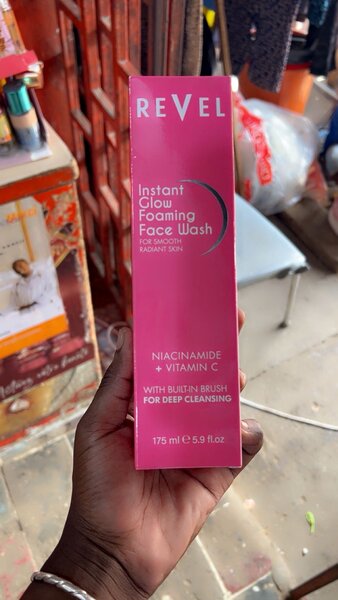 REVEL
Instant
Glow
Foaming
Face Wash
FOR SMOOTH
RADIANT SKIN
NIACINAMIDE
+ VITAMIN C
WITH BUILT-IN BRUSH
FOR DEEP CLEANSING
175 ml ℮ 5.9 fl.oz